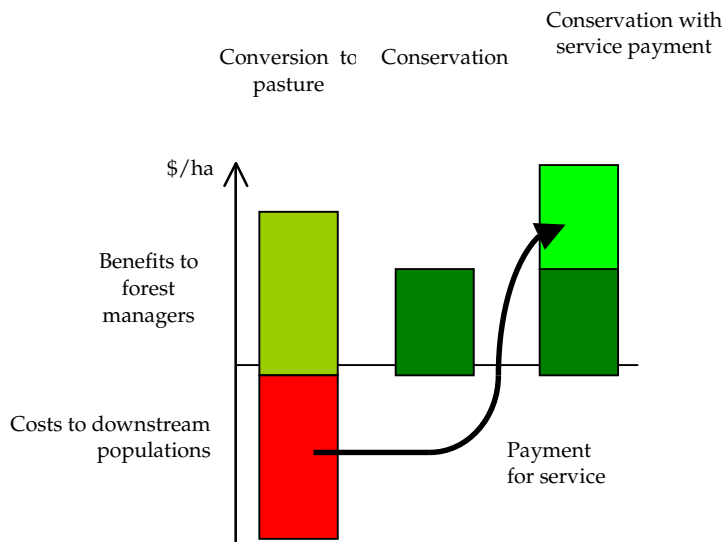 Conservation with
service payment
Conversion to
pasture
Conservation
$/ha
Benefits to
forest
managers
Costs to downstream
populations
Payment
for service